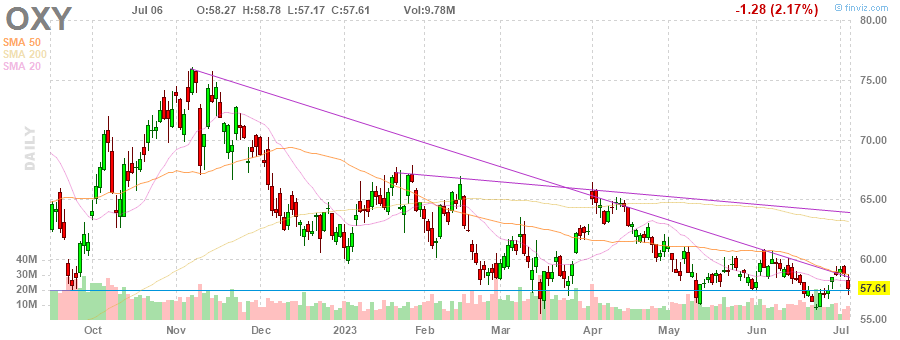 OXY
Jul 06 O:58.27 H:58.78 L:57.17 C:57.61 Vol:9.78M -1.28 (2.17%) © finviz.com
SMA 50
SMA 200
SMA 20
DAILY
80.00
75.00
70.00
65.00
60.00
57.61
55.00
40M
30M
20M
10M
Oct Nov Dec 2023 Feb Mar Apr May Jun Jul